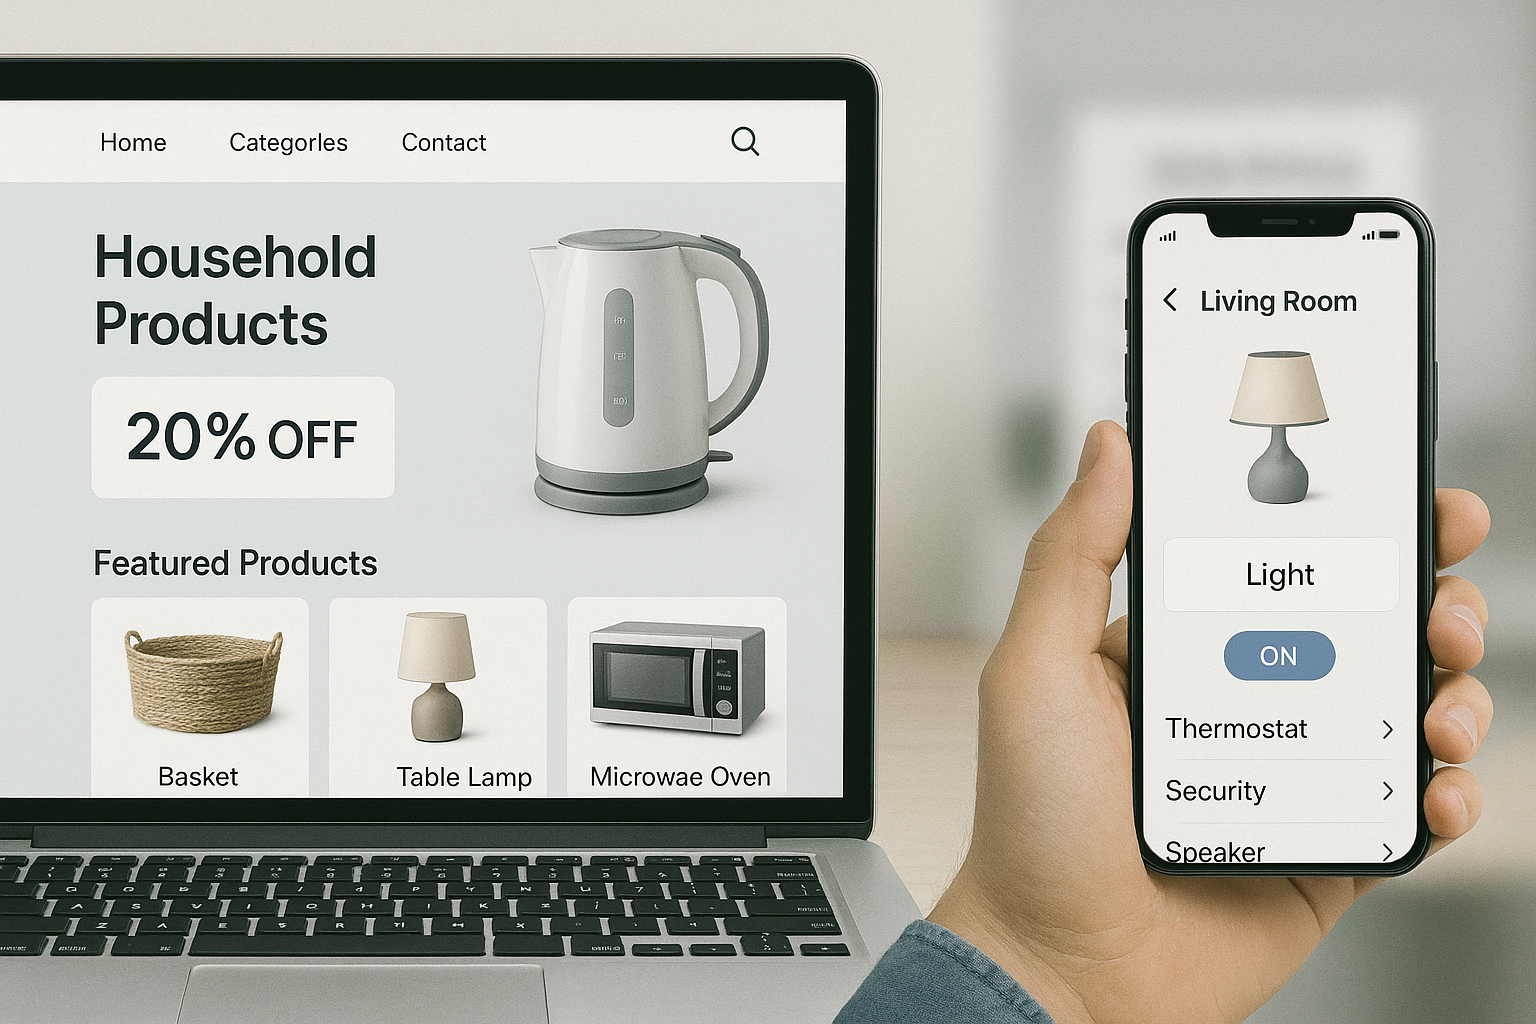 Home Categorles Contact
Household
Products
20% OFF
Featured Products
Basket
Table Lamp
Microwae Oven
Living Room
Light
ON
Thermostat
Security
Speaker